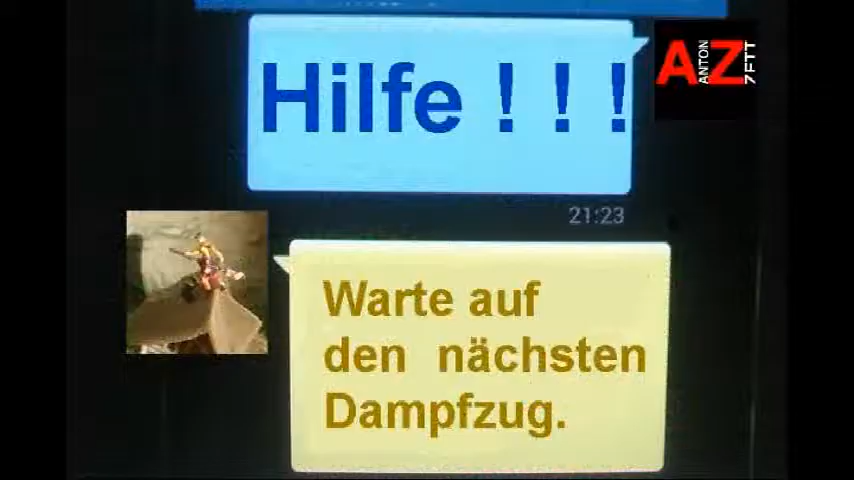 Hilfe ! ! !
AZ
ANTON
ZETT
21:23
Warte auf
den nächsten
Dampfzug.